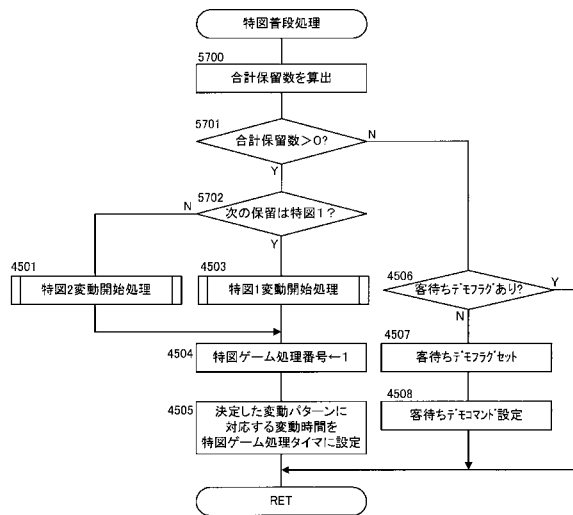 特図普段処理
5700
合計保留数を算出
5701
合計保留数＞0?
N
Y
5702
次の保留は特図1？
N
Y
4501
特図2変動開始処理
4503
特図1変動開始処理
4506
客待ちデモフラグあり?
Y
N
4504
特図ゲーム処理番号←1
4507
客待ちデモフラグセット
4505
決定した変動パターンに
対応する変動時間を
特図ゲーム処理タイマに設定
4508
客待ちデモコマンド設定
RET